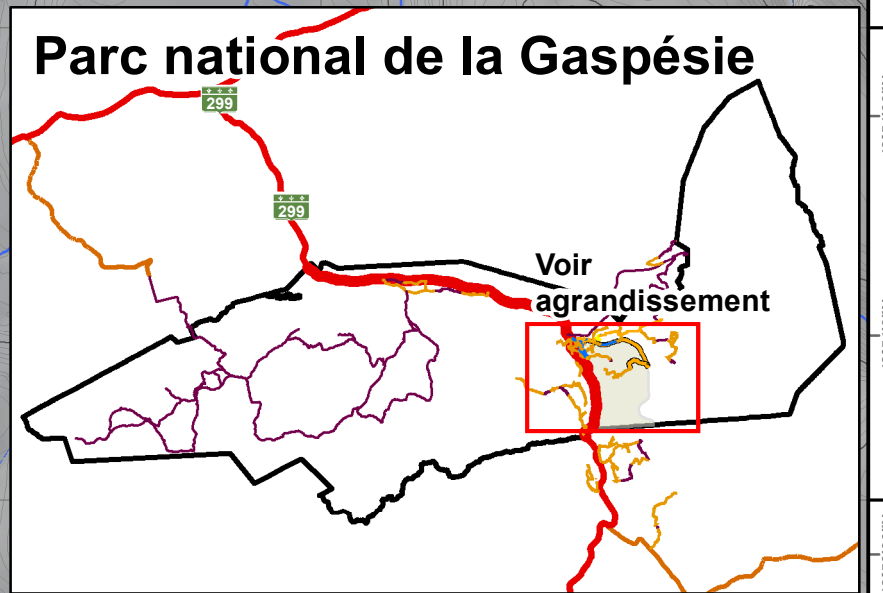 Parc national de la Gaspésie
299
299
Voir
agrandissement